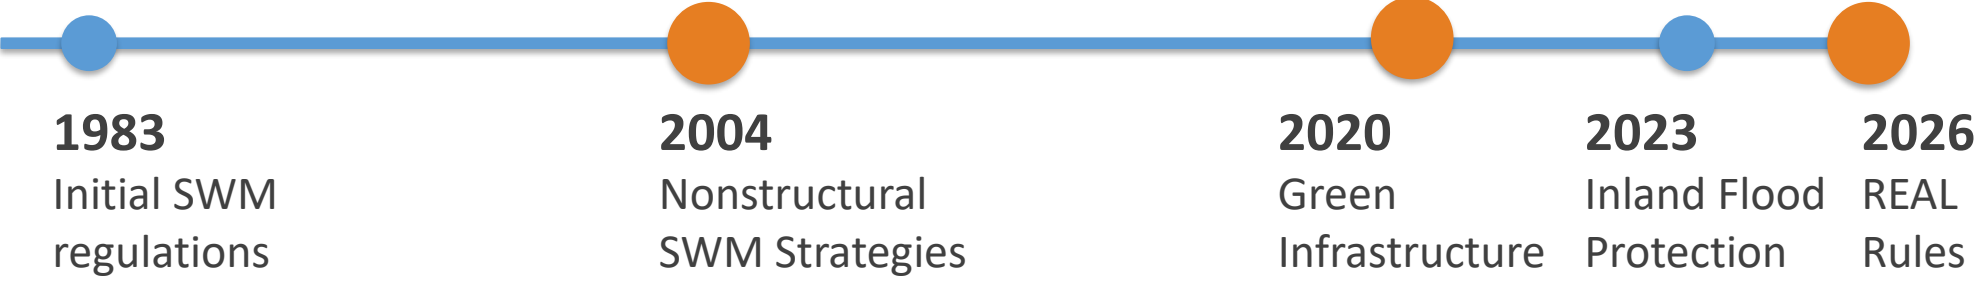 1983
Initial SWM
regulations
2004
Nonstructural
SWM Strategies
2020
Green
Infrastructure
2023
Inland Flood
Protection
2026
REAL
Rules